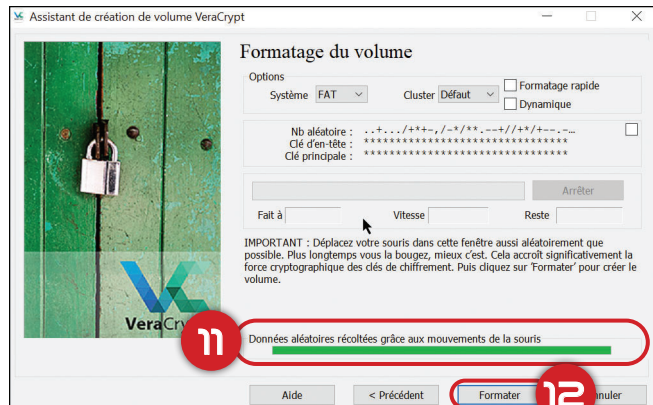 Assistant de création de volume VeraCrypt
Formatage du volume
Options
Système FAT Cluster Défaut Formatage rapide
Dynamique
Nb aléatoire : ..+.../+*+-,/-*/**.--+//+*/+--.-…
Clé d'en-tête : ********************************
Clé principale : ********************************
Arrêter
Fait à Vitesse Reste
IMPORTANT : Déplacez votre souris dans cette fenêtre aussi aléatoirement que
possible. Plus longtemps vous la bougez, mieux c'est. Cela accroît significativement la
force cryptographique des clés de chiffrement. Puis cliquez sur 'Formater' pour créer le
volume.
VeraCry
11
Données aléatoires récoltées grâce aux mouvements de la souris
Aide < Précédent Formater 12 nuler